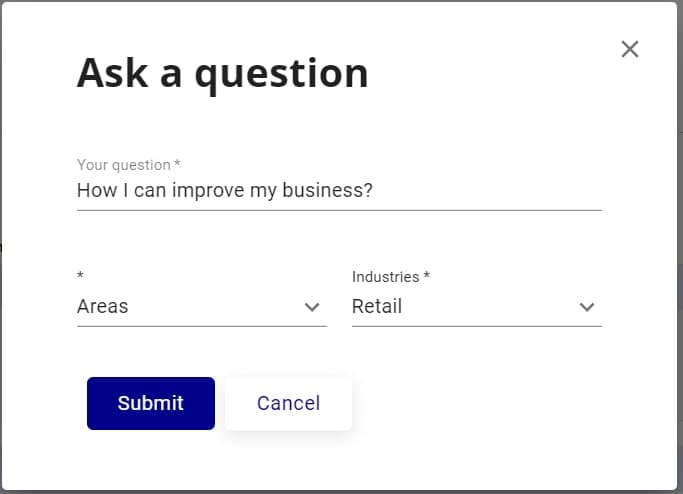 Ask a question
Your question *
How I can improve my business?
* Industries *
Areas Retail
Submit Cancel